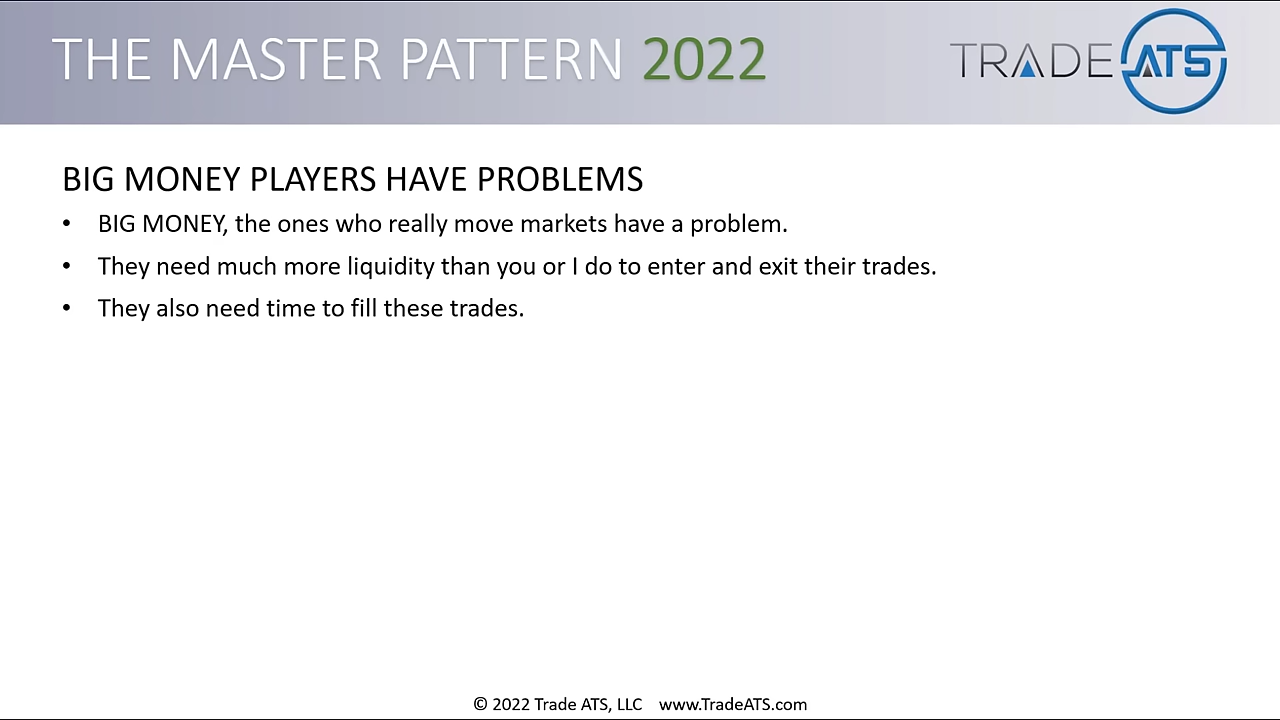 THE MASTER PATTERN 2022
TRADE ATS
BIG MONEY PLAYERS HAVE PROBLEMS
• BIG MONEY, the ones who really move markets have a problem.
• They need much more liquidity than you or I do to enter and exit their trades.
• They also need time to fill these trades.
© 2022 Trade ATS, LLC www.TradeATS.com